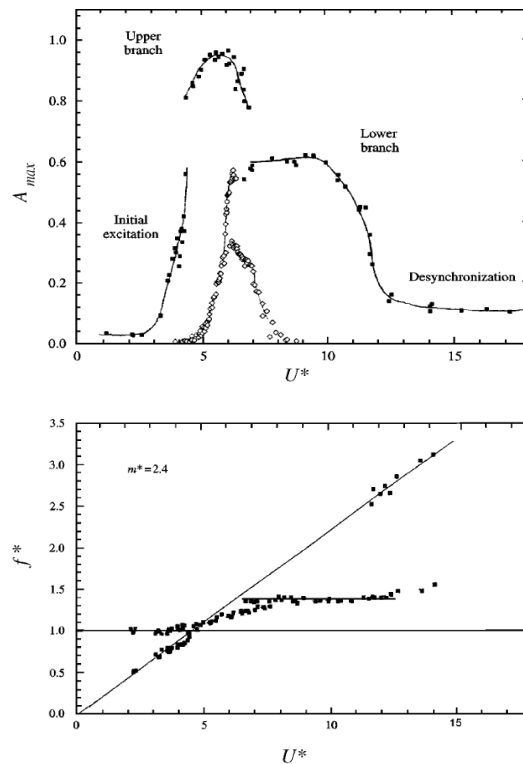 Upper
branch
1.0
0.8
0.6
0.4
0.2
0.0
A max
Lower
branch
Initial
excitation
Desynchronization
0 5 10 15
U*
3.5
3.0
2.5
2.0
1.5
1.0
0.5
0.0
f*
m*=2.4
0 5 10 15
U*